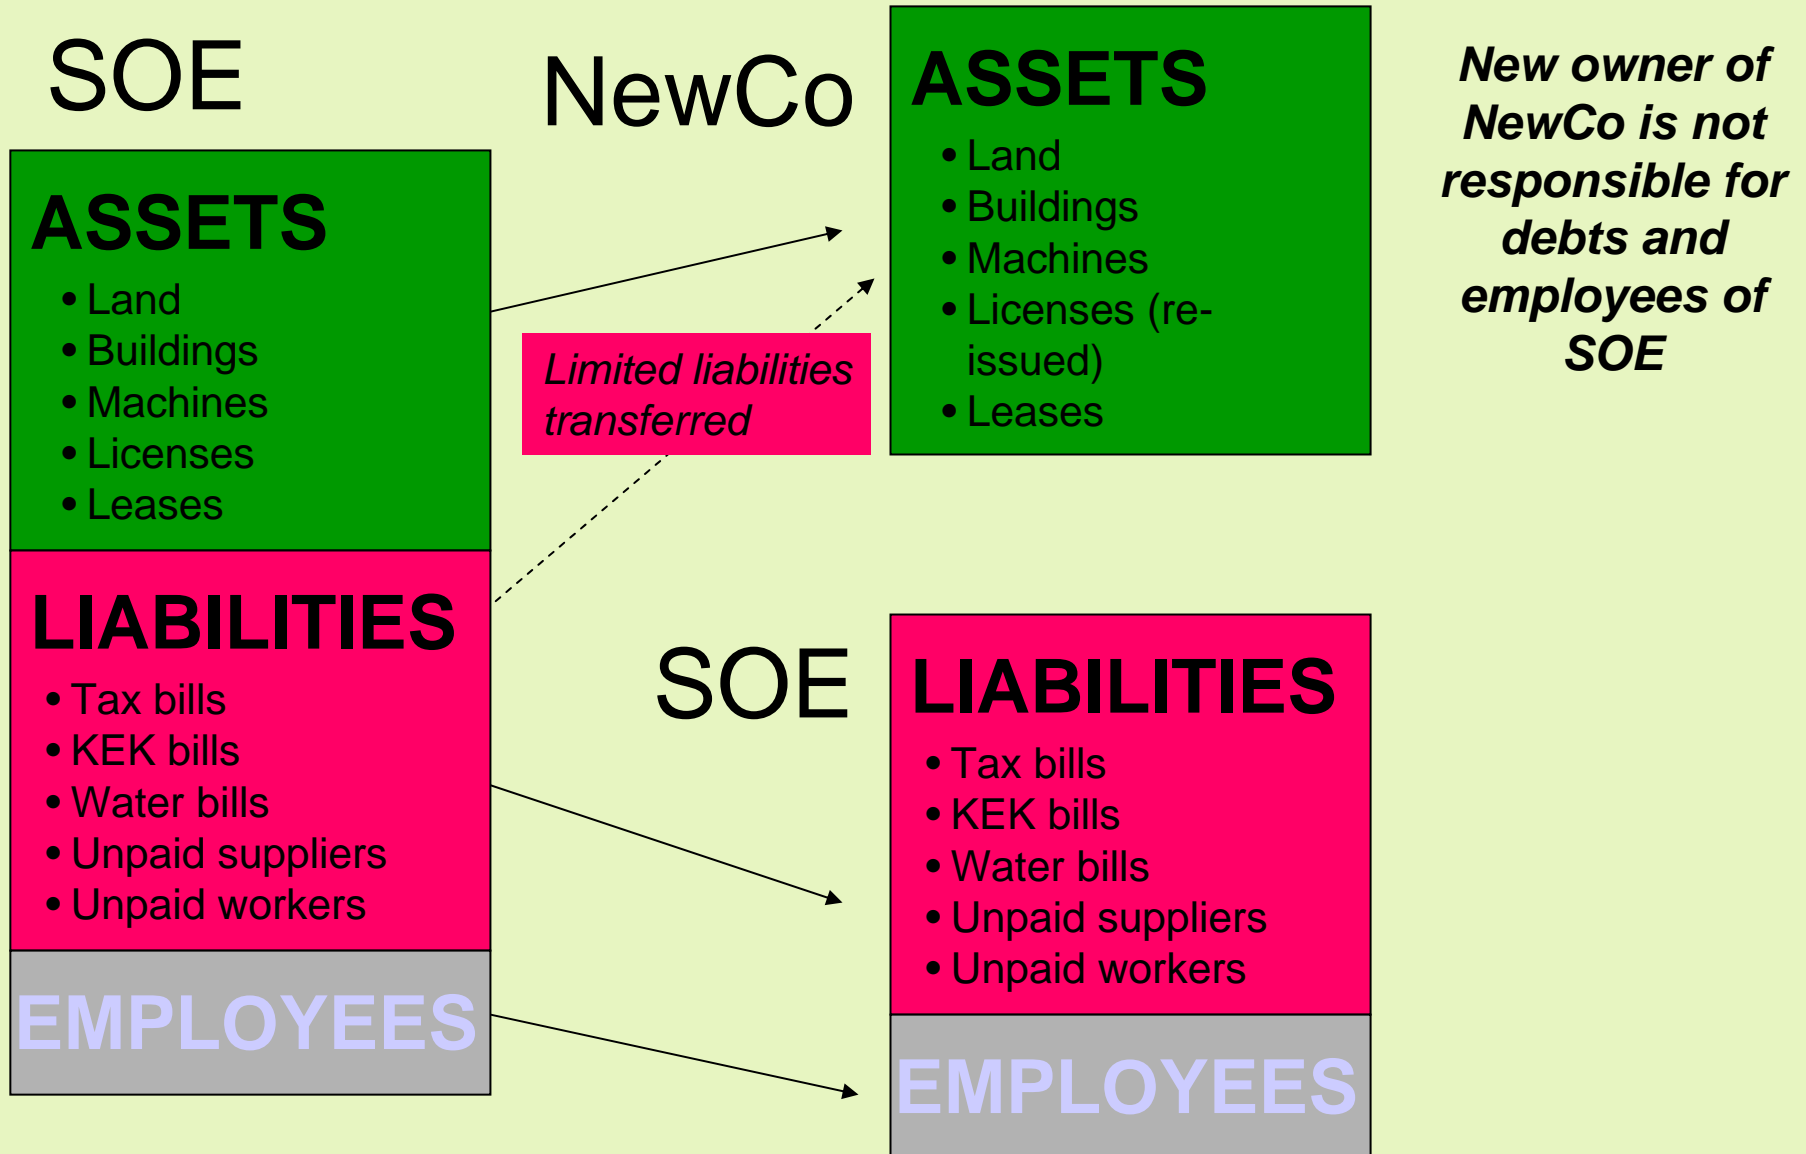 SOE
ASSETS
• Land
• Buildings
• Machines
• Licenses
• Leases
LIABILITIES
• Tax bills
• KEK bills
• Water bills
• Unpaid suppliers
• Unpaid workers
EMPLOYEES
Limited liabilities
transferred
NewCo
ASSETS
• Land
• Buildings
• Machines
• Licenses (re-
issued)
• Leases
New owner of
NewCo is not
responsible for
debts and
employees of
SOE
SOE
LIABILITIES
• Tax bills
• KEK bills
• Water bills
• Unpaid suppliers
• Unpaid workers
EMPLOYEES